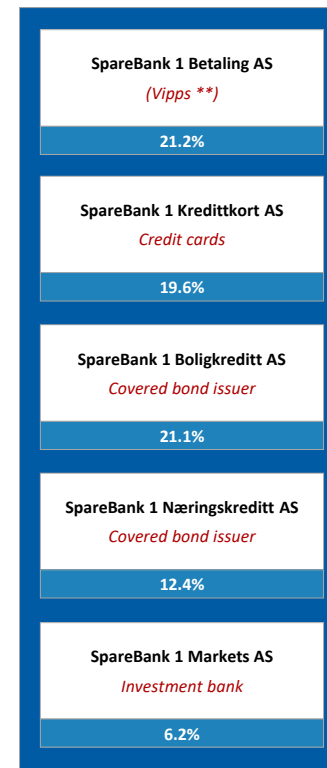 SpareBank 1 Betaling AS
(Vipps **)
21.2%
SpareBank 1 Kredittkort AS
Credit cards
19.6%
SpareBank 1 Boligkreditt AS
Covered bond issuer
21.1%
SpareBank 1 Næringskreditt AS
Covered bond issuer
12.4%
SpareBank 1 Markets AS
Investment bank
6.2%